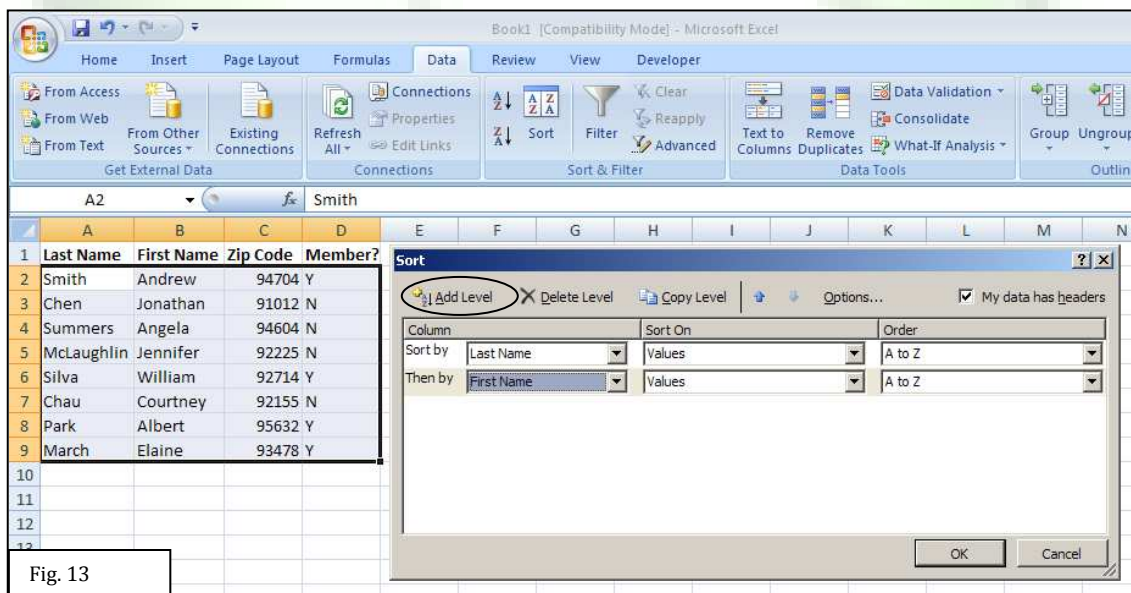 Book1 [Compatibility Mode] - Microsoft Excel
Home Insert Page Layout Formulas Data Review View Developer
From Access
From Web
From Text
From Other Sources
Existing Connections
Get External Data
Refresh All
Connections
Properties
Edit Links
Connections
Sort
Filter
Clear
Reapply
Advanced
Sort & Filter
Text to Columns
Remove Duplicates
Data Validation
Consolidate
What-If Analysis
Data Tools
Group
Ungroup
Outlin
A2 fx Smith
A B C D E F G H I J K L M N
1 Last Name First Name Zip Code Member?
2 Smith Andrew 94704 Y
3 Chen Jonathan 91012 N
4 Summers Angela 94604 N
5 McLaughlin Jennifer 92225 N
6 Silva William 92714 Y
7 Chau Courtney 92155 N
8 Park Albert 95632 Y
9 March Elaine 93478 Y
10
11
12
13
Sort
Add Level Delete Level Copy Level Options... My data has headers
Column Sort On Order
Sort by Last Name Values A to Z
Then by First Name Values A to Z
OK Cancel
Fig. 13